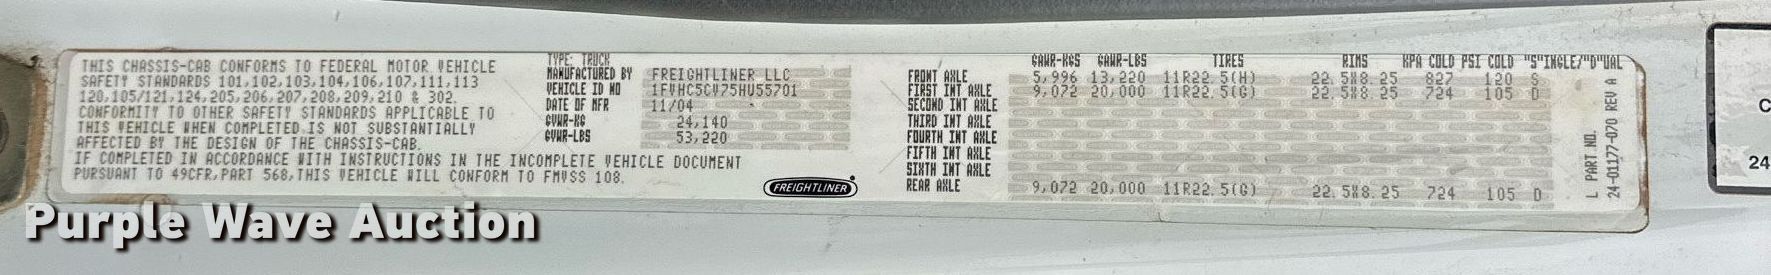 THIS CHASSIS-CAB CONFORMS TO FEDERAL MOTOR VEHICLE
SAFETY STANDARDS 101,102,103,104,106,107,111,113
120,105/121,124,205,206,207,208,209,210 & 302.
CONFORMITY TO OTHER SAFETY STANDARDS APPLICABLE TO
THIS VEHICLE WHEN COMPLETED IS NOT SUBSTANTIALLY
AFFECTED BY THE DESIGN OF THE CHASSIS-CAB.
IF COMPLETED IN ACCORDANCE WITH INSTRUCTIONS IN THE INCOMPLETE VEHICLE DOCUMENT
PURSUANT TO 49CFR,PART 568,THIS VEHICLE WILL CONFORM TO FMVSS 108.
TYPE: TRUCK
MANUFACTURED BY FREIGHTLINER LLC
VEHICLE ID NO 1FVHC5CV75HU55701
DATE OF MFR 11/04
GVWR-KG 24,140
GVWR-LBS 53,220
FREIGHTLINER
GAWR-KGS GAWR-LBS TIRES RIMS KPA COLD PSI COLD "S"INGLE/"D"UAL
FRONT AXLE 5,996 13,220 11R22.5(H) 22.5X8.25 827 120 S
FIRST INT AXLE 9,072 20,000 11R22.5(G) 22.5X8.25 724 105 D
SECOND INT AXLE
THIRD INT AXLE
FOURTH INT AXLE
FIFTH INT AXLE
SIXTH INT AXLE
REAR AXLE 9,072 20,000 11R22.5(G) 22.5X8.25 724 105 D
L PART NO.
24-01177-070 REV A
C
24
Purple Wave Auction